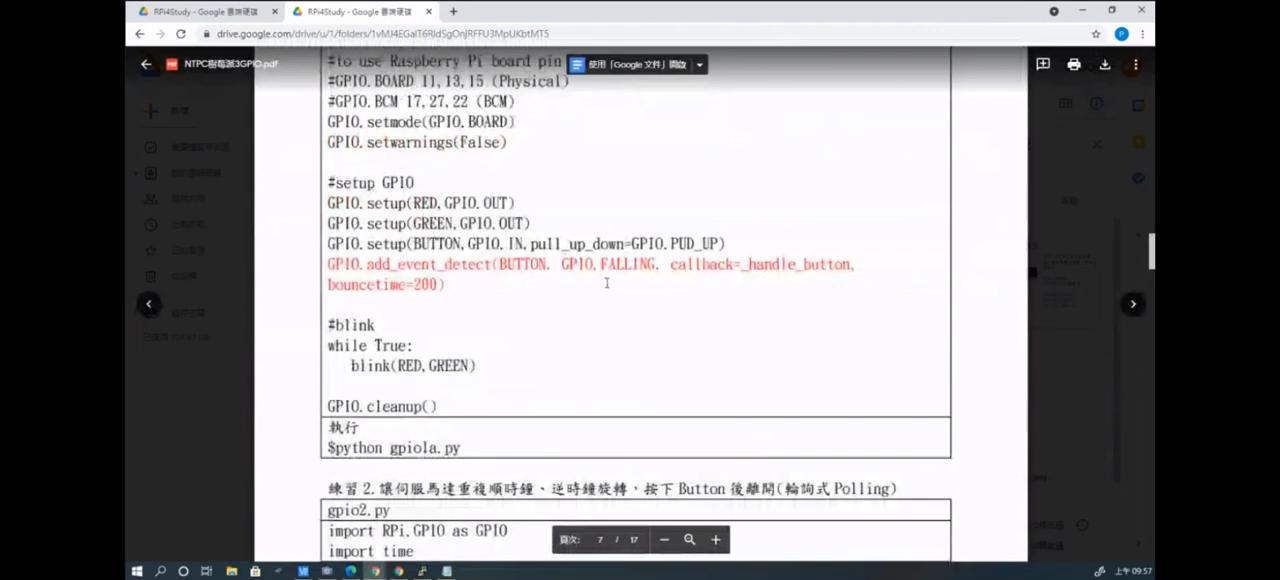 RPi4Study - Google 雲端硬碟
RPi4Study - Google 雲端硬碟
drive.google.com/drive/u/1/folders/
NTPC樹莓派3GPIO.pdf
使用「Google 文件」開啟
#to use Raspberry Pi board pin
#GPIO.BOARD 11,13,15 (Physical)
#GPIO.BCM 17,27,22 (BCM)
GPIO.setmode(GPIO.BOARD)
GPIO.setwarnings(False)
#setup GPIO
GPIO.setup(RED,GPIO.OUT)
GPIO.setup(GREEN,GPIO.OUT)
GPIO.setup(BUTTON,GPIO.IN,pull_up_down=GPIO.PUD_UP)
GPIO.add_event_detect(BUTTON, GPIO.FALLING, callback=_handle_button,
bouncetime=200)
#blink
while True:
blink(RED,GREEN)
GPIO.cleanup()
執行
$python gpio1a.py
練習 2.讓伺服馬達重複順時鐘、逆時鐘旋轉，按下 Button 後離開(輪詢式 Polling)
gpio2.py
import RPi.GPIO as GPIO
import time
頁次： 7 / 17
上午 09:57